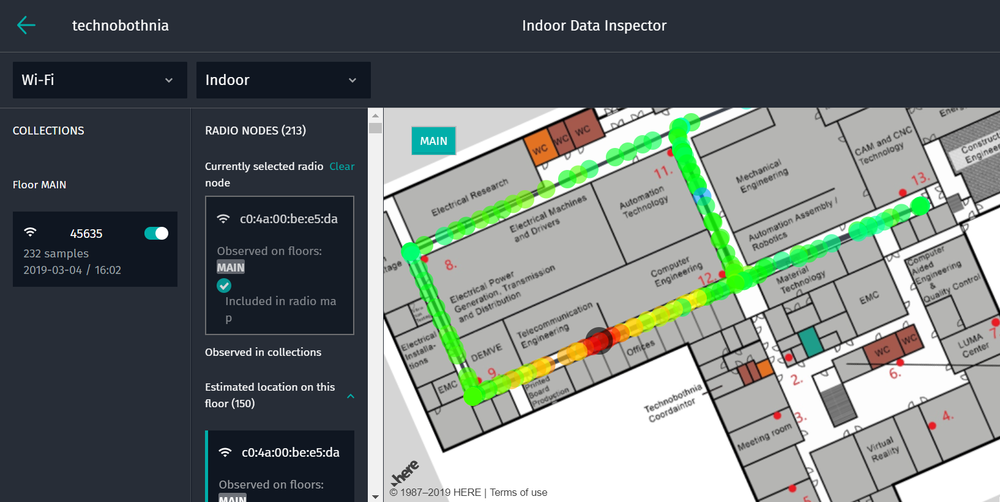 technobothnia
Indoor Data Inspector
Wi-Fi
Indoor
COLLECTIONS
Floor MAIN
45635
232 samples
2019-03-04 / 16:02
RADIO NODES (213)
Currently selected radio
node
Clear
c0:4a:00:be:e5:da
Observed on floors:
MAIN
Included in radio ma
p
Observed in collections
Estimated location on this
floor (150)
c0:4a:00:be:e5:da
Observed on floors:
MAIN
MAIN
WC
WC
WC
Electrical Research
Electrical Machines
and Drivers
Automation
Technology
11.
Mechanical
Engineering
CAM and CNC
Technology
13.
Construct
Engineer
Automation Assembly /
Robotics
tage
8.
Electrical Power
Generation, Transmission
and Distribution
Computer
Engineering
12.
Material
Technology
Computer
Aided
Engineering
&
Quality Control
EMC
Telecommunication
Engineering
Electrical
Installa-
tions
DEMVE
9.
EMC
Offices
Printed
Board
Production
WC
WC
LUMA
Center
7
2.
6.
Technobothnia
Coordaintor
3.
4.
Meeting room
Virtual
Reality
5.
here
© 1987–2019 HERE | Terms of use